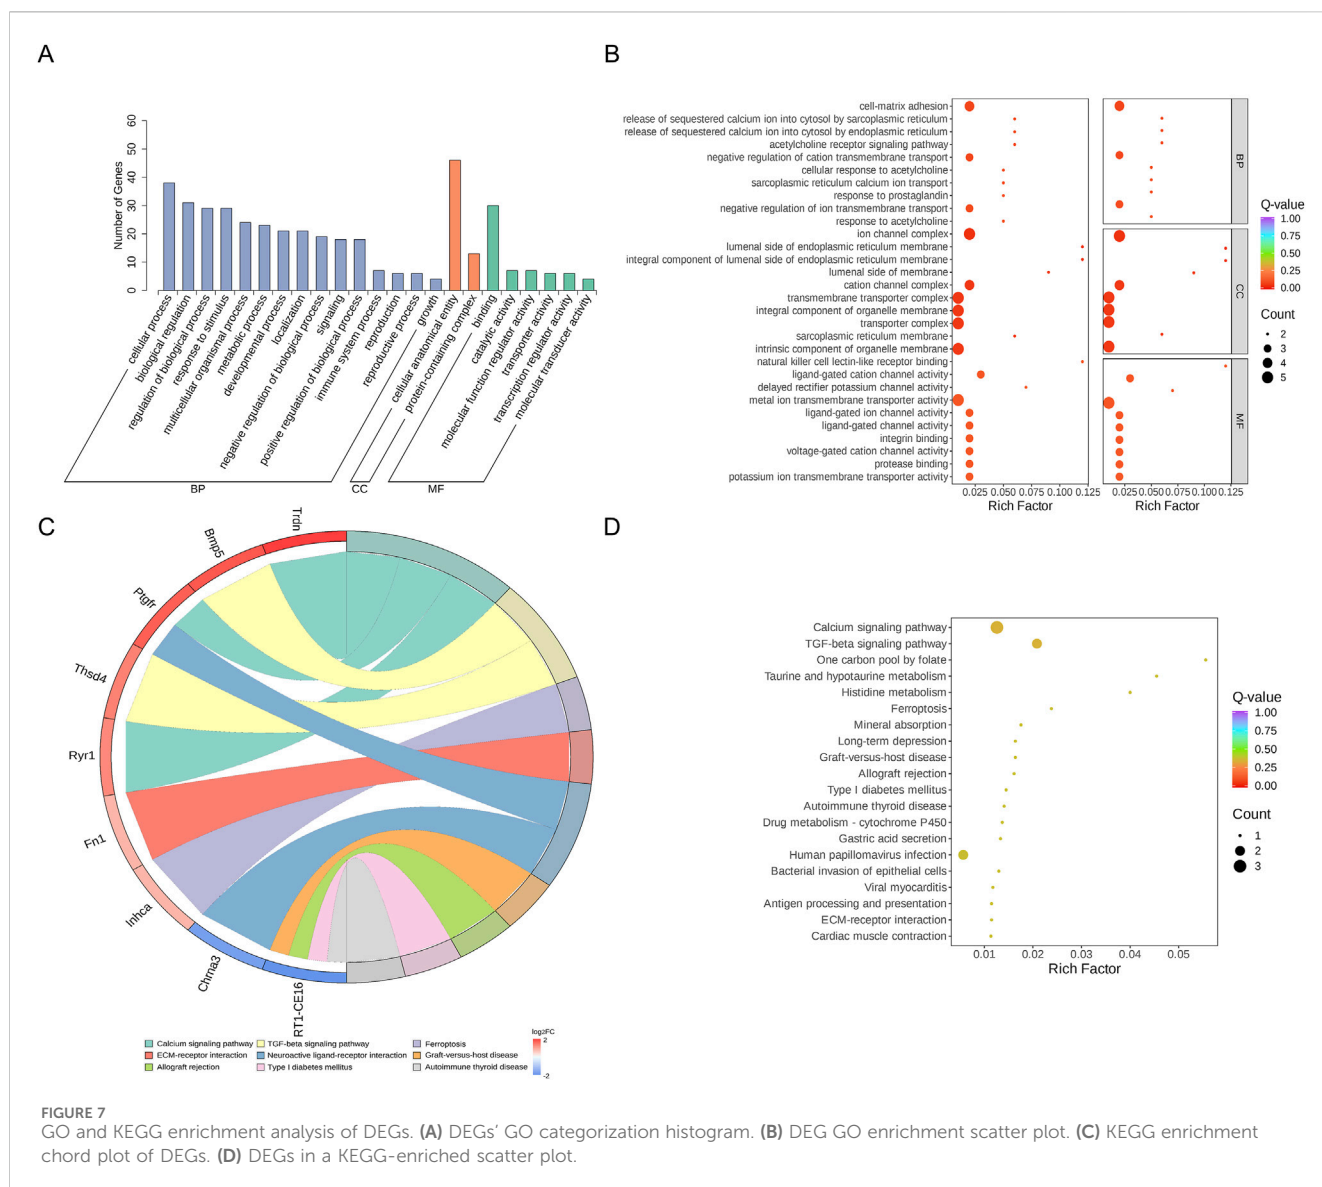 A
60
50
40
30
20
10
0
Number of Genes
cellular process
biological regulation
regulation of biological process
response to stimulus
multicellular organismal process
metabolic process
developmental process
localization
negative regulation of biological process
signaling
positive regulation of biological process
immune system process
reproduction
reproductive process
growth
cellular anatomical entity
protein-containing complex
binding
catalytic activity
molecular function regulator activity
transporter activity
transcription regulator activity
molecular transducer activity
BP
CC
MF
B
cell-matrix adhesion
release of sequestered calcium ion into cytosol by sarcoplasmic reticulum
release of sequestered calcium ion into cytosol by endoplasmic reticulum
acetylcholine receptor signaling pathway
negative regulation of cation transmembrane transport
cellular response to acetylcholine
sarcoplasmic reticulum calcium ion transport
response to prostaglandin
negative regulation of ion transmembrane transport
response to acetylcholine
ion channel complex
lumenal side of endoplasmic reticulum membrane
integral component of lumenal side of endoplasmic reticulum membrane
lumenal side of membrane
cation channel complex
transmembrane transporter complex
integral component of organelle membrane
transporter complex
sarcoplasmic reticulum membrane
intrinsic component of organelle membrane
natural killer cell lectin-like receptor binding
ligand-gated cation channel activity
delayed rectifier potassium channel activity
metal ion transmembrane transporter activity
ligand-gated ion channel activity
ligand-gated channel activity
integrin binding
voltage-gated cation channel activity
protease binding
potassium ion transmembrane transporter activity
0.025 0.050 0.075 0.100 0.125
Rich Factor
0.025 0.050 0.075 0.100 0.125
Rich Factor
BP
CC
MF
Q-value
1.00
0.75
0.50
0.25
0.00
Count
2
3
4
5
C
Trdn
Bmp5
Ptgfr
Thsd4
Ryr1
Fn1
Inhca
Chrna3
RT1-CE16
Calcium signaling pathway
TGF-beta signaling pathway
Ferroptosis
ECM-receptor interaction
Neuroactive ligand-receptor interaction
Graft-versus-host disease
Allograft rejection
Type I diabetes mellitus
Autoimmune thyroid disease
log2FC
2
-2
D
Calcium signaling pathway
TGF-beta signaling pathway
One carbon pool by folate
Taurine and hypotaurine metabolism
Histidine metabolism
Ferroptosis
Mineral absorption
Long-term depression
Graft-versus-host disease
Allograft rejection
Type I diabetes mellitus
Autoimmune thyroid disease
Drug metabolism - cytochrome P450
Gastric acid secretion
Human papillomavirus infection
Bacterial invasion of epithelial cells
Viral myocarditis
Antigen processing and presentation
ECM-receptor interaction
Cardiac muscle contraction
0.01 0.02 0.03 0.04 0.05
Rich Factor
Q-value
1.00
0.75
0.50
0.25
0.00
Count
1
2
3
FIGURE 7
GO and KEGG enrichment analysis of DEGs. (A) DEGs' GO categorization histogram. (B) DEG GO enrichment scatter plot. (C) KEGG enrichment
chord plot of DEGs. (D) DEGs in a KEGG-enriched scatter plot.